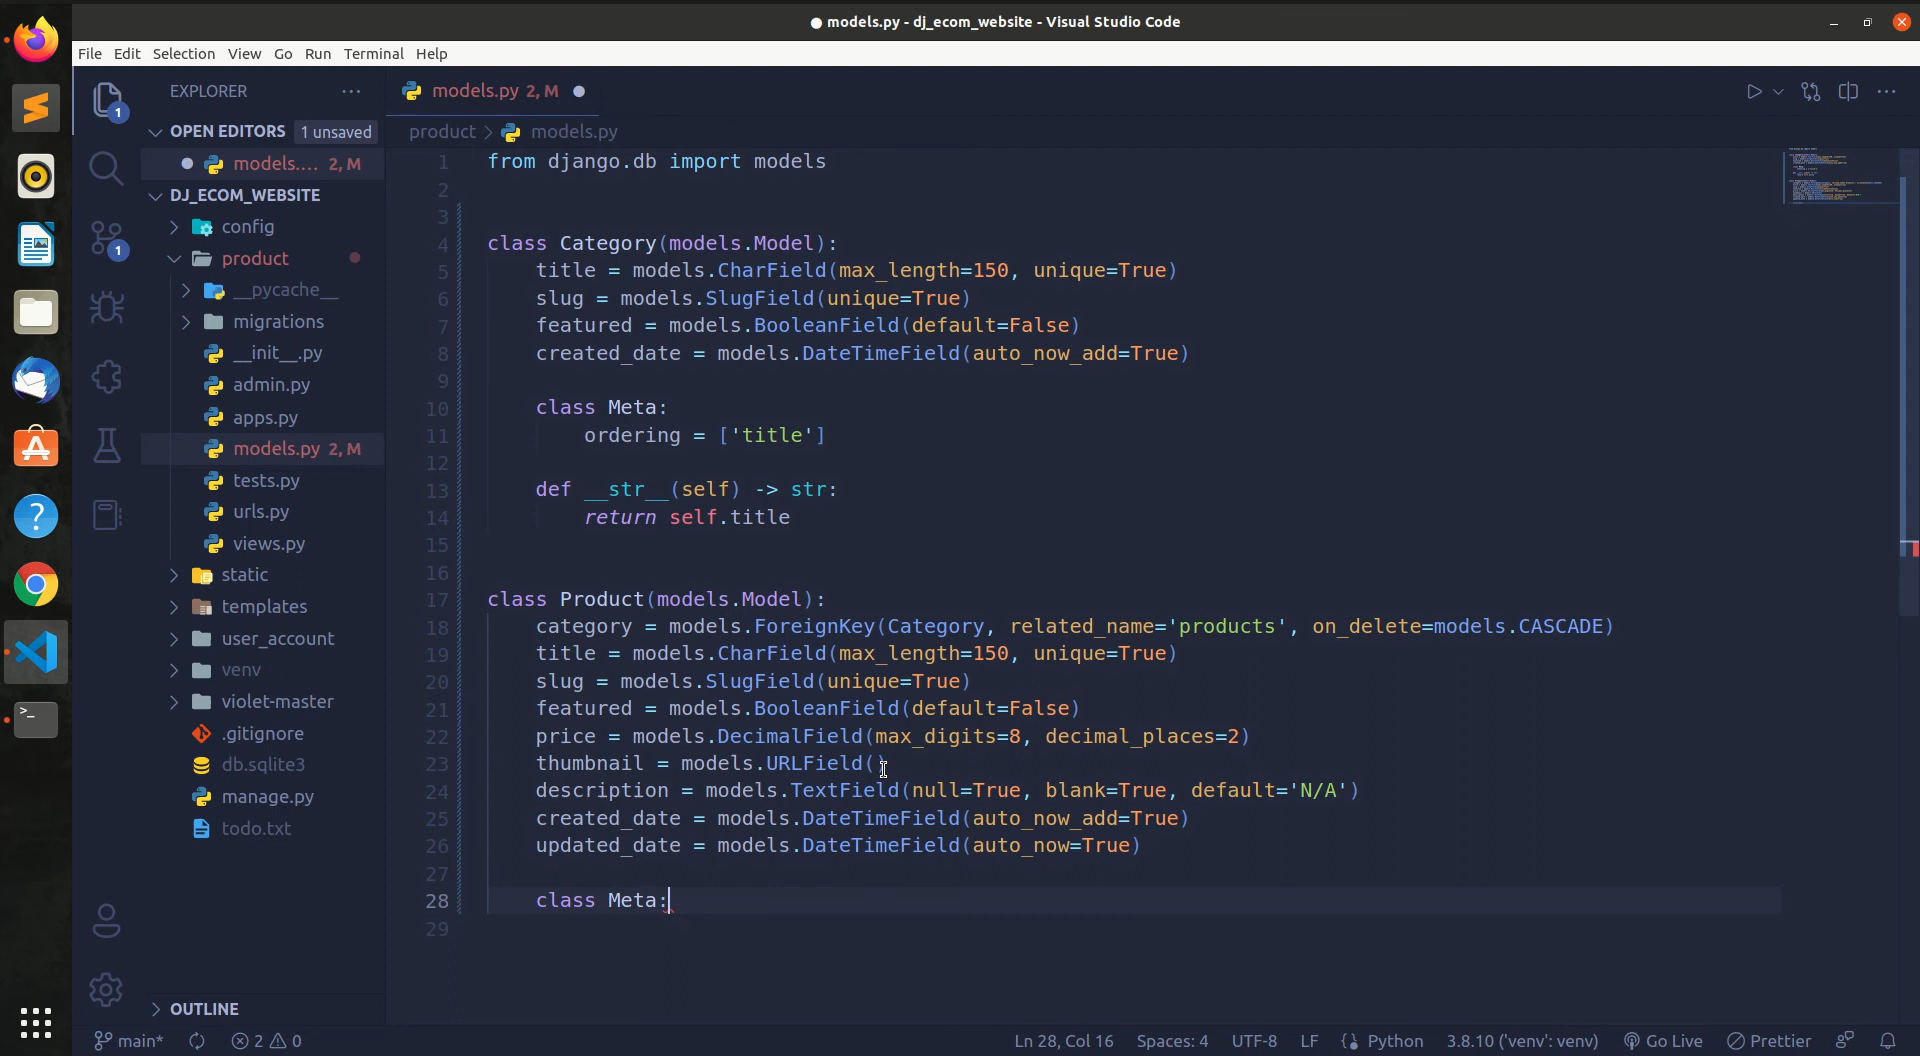 models.py - dj_ecom_website - Visual Studio Code
File Edit Selection View Go Run Terminal Help
EXPLORER
models.py 2, M
1
OPEN EDITORS 1 unsaved
product > models.py
models.... 2, M
DJ_ECOM_WEBSITE
config
1
product
__pycache__
migrations
__init__.py
admin.py
apps.py
models.py 2, M
tests.py
urls.py
views.py
static
templates
user_account
venv
violet-master
.gitignore
db.sqlite3
manage.py
todo.txt
OUTLINE
1 from django.db import models
2
3
4 class Category(models.Model):
5 title = models.CharField(max_length=150, unique=True)
6 slug = models.SlugField(unique=True)
7 featured = models.BooleanField(default=False)
8 created_date = models.DateTimeField(auto_now_add=True)
9
10 class Meta:
11 ordering = ['title']
12
13 def __str__(self) -> str:
14 return self.title
15
16
17 class Product(models.Model):
18 category = models.ForeignKey(Category, related_name='products', on_delete=models.CASCADE)
19 title = models.CharField(max_length=150, unique=True)
20 slug = models.SlugField(unique=True)
21 featured = models.BooleanField(default=False)
22 price = models.DecimalField(max_digits=8, decimal_places=2)
23 thumbnail = models.URLField()
24 description = models.TextField(null=True, blank=True, default='N/A')
25 created_date = models.DateTimeField(auto_now_add=True)
26 updated_date = models.DateTimeField(auto_now=True)
27
28 class Meta:
29
main* 2 0 Ln 28, Col 16 Spaces: 4 UTF-8 LF Python 3.8.10 ('venv': venv) Go Live Prettier